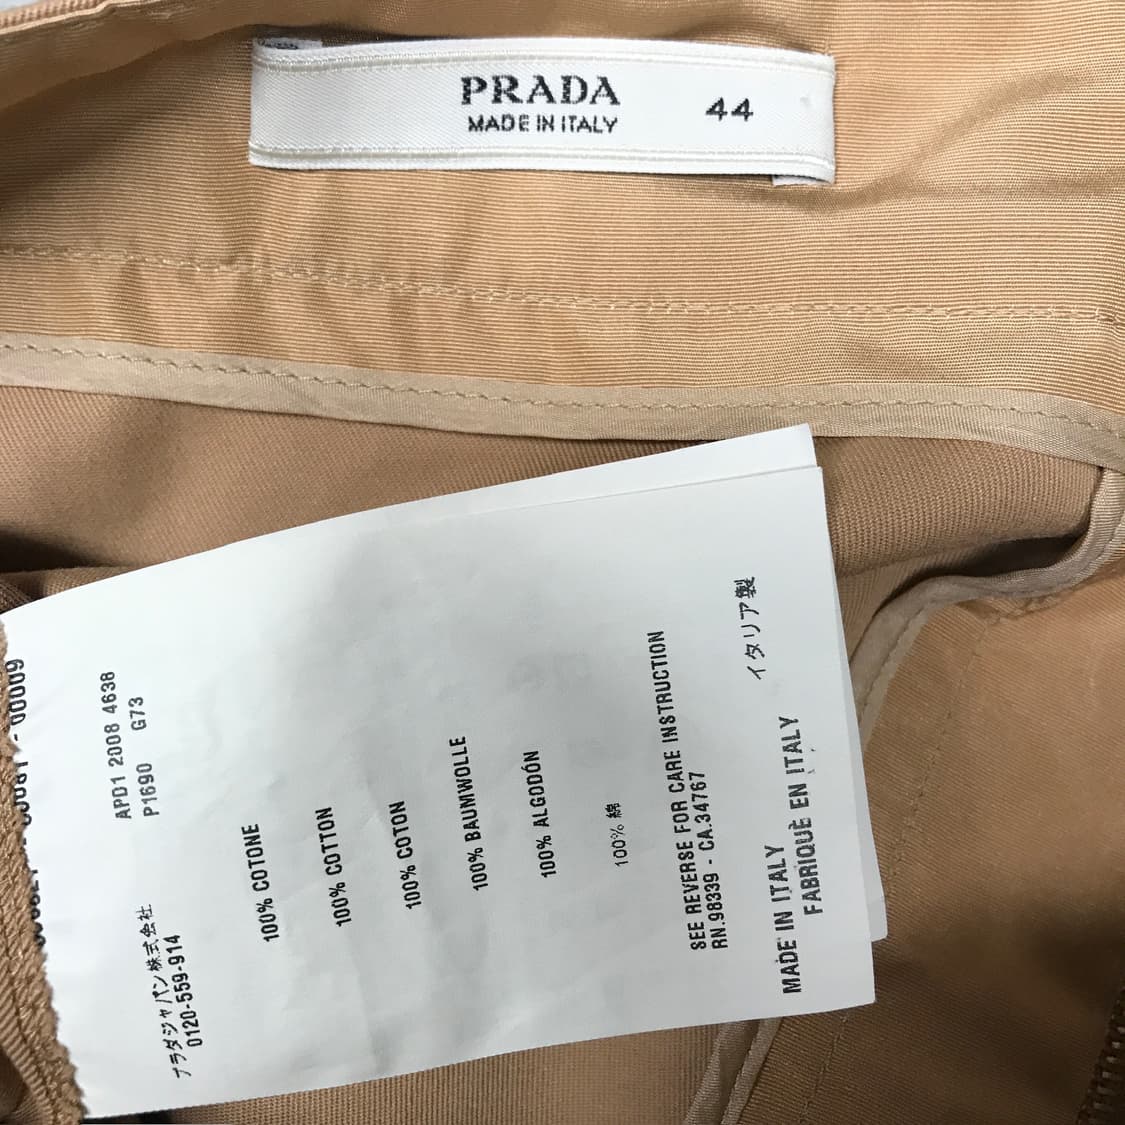 PRADA
MADE IN ITALY
44
APD1 2008 4638
P1690 G73
プラダジャパン株式会社
0120-559-914
100% COTONE
100% COTTON
100% COTON
100% BAUMWOLLE
100% ALGODÓN
100% 綿
SEE REVERSE FOR CARE INSTRUCTION
RN.98339 - CA.34767
イタリア製
MADE IN ITALY
FABRIQUÉ EN ITALY